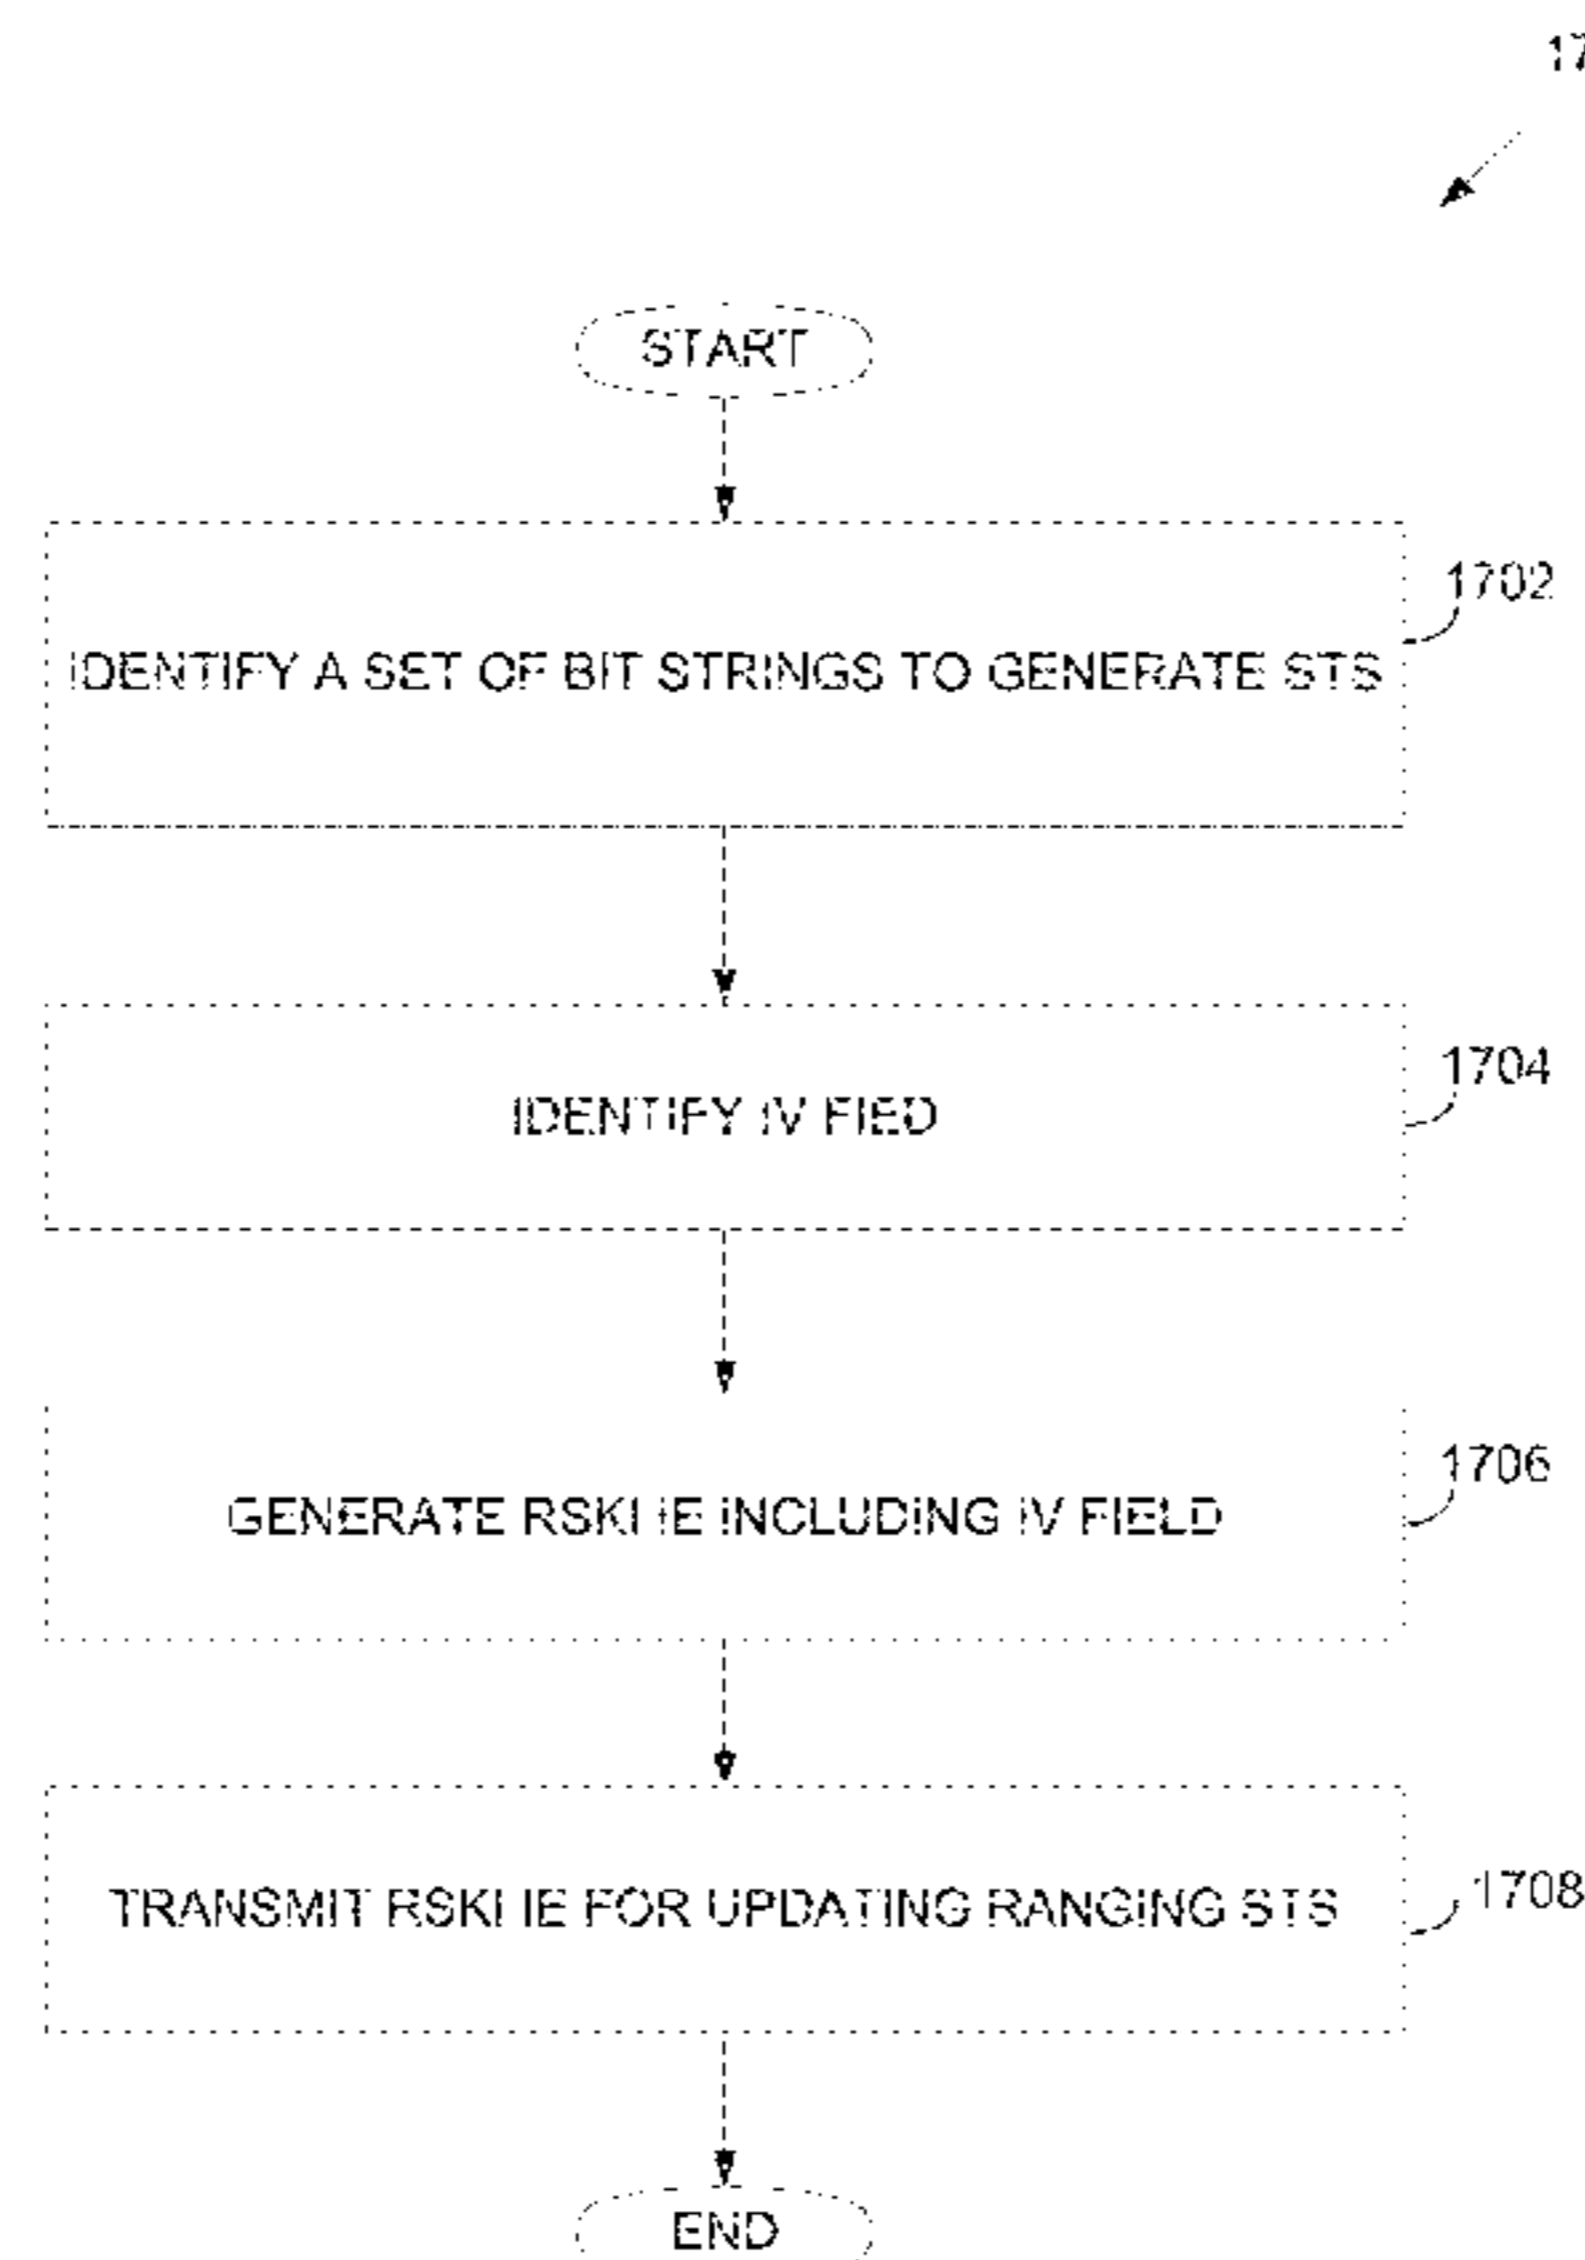 START
1702
IDENTIFY A SET OF BIT STRINGS TO GENERATE STS
1704
IDENTIFY IV FIED
1706
GENERATE RSKI IE INCLUDING IV FIELD
1708
TRANSMIT RSKI IE FOR UPDATING RANGING STS
END